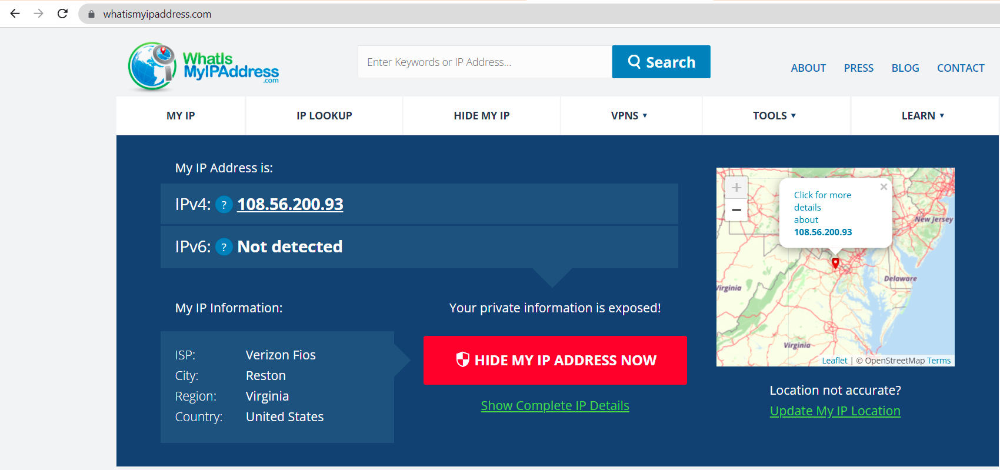 whatismyipaddress.com
WhatIs
MyIPAddress
.com
Enter Keywords or IP Address...
Search
ABOUT PRESS BLOG CONTACT
MY IP IP LOOKUP HIDE MY IP VPNS ▼ TOOLS ▼ LEARN ▼
My IP Address is:
IPv4: ? 108.56.200.93
IPv6: ? Not detected
My IP Information:
ISP: Verizon Fios
City: Reston
Region: Virginia
Country: United States
Your private information is exposed!
HIDE MY IP ADDRESS NOW
Show Complete IP Details
+
−
Click for more
details
about
108.56.200.93
×
New Jersey
Delaware
Virginia
Virginia
Leaflet | © OpenStreetMap Terms
Location not accurate?
Update My IP Location